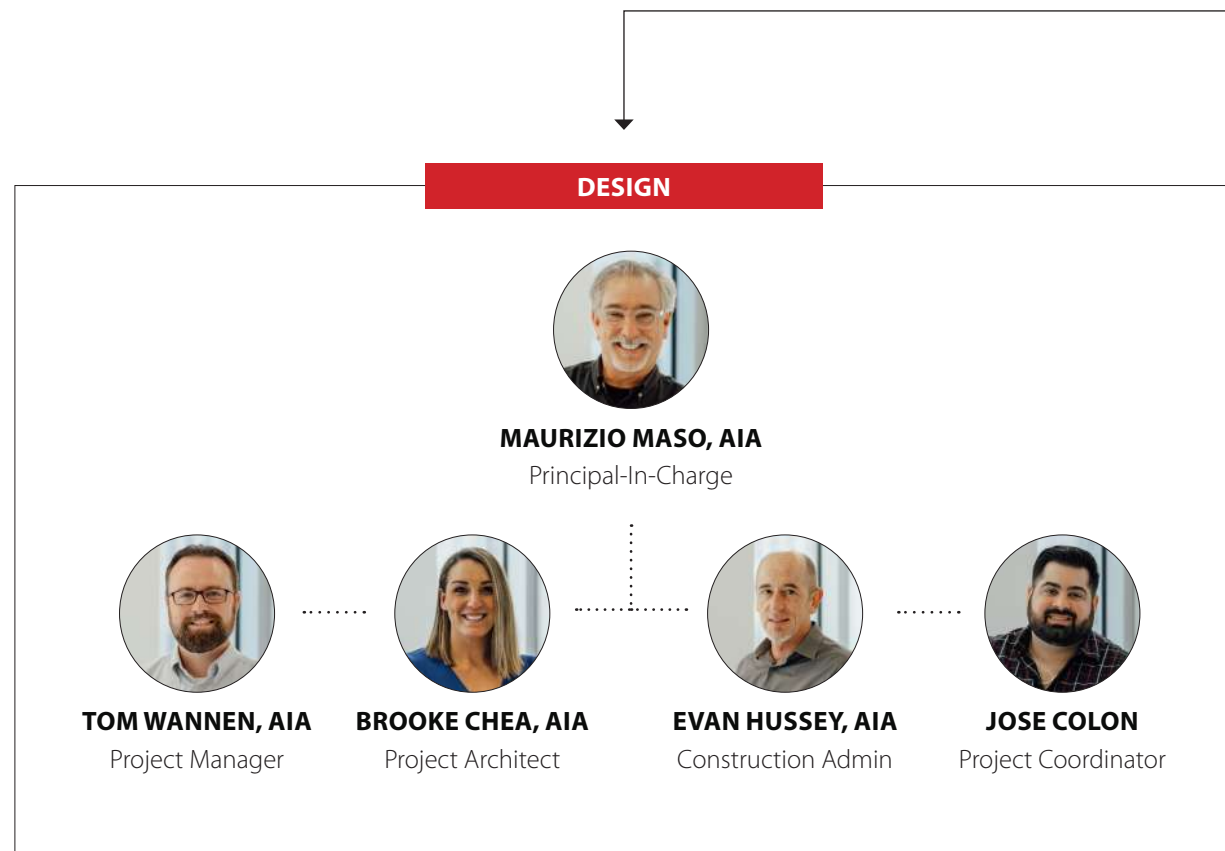 DESIGN
MAURIZIO MASO, AIA
Principal-In-Charge
TOM WANNEN, AIA
Project Manager
BROOKE CHEA, AIA
Project Architect
EVAN HUSSEY, AIA
Construction Admin
JOSE COLON
Project Coordinator